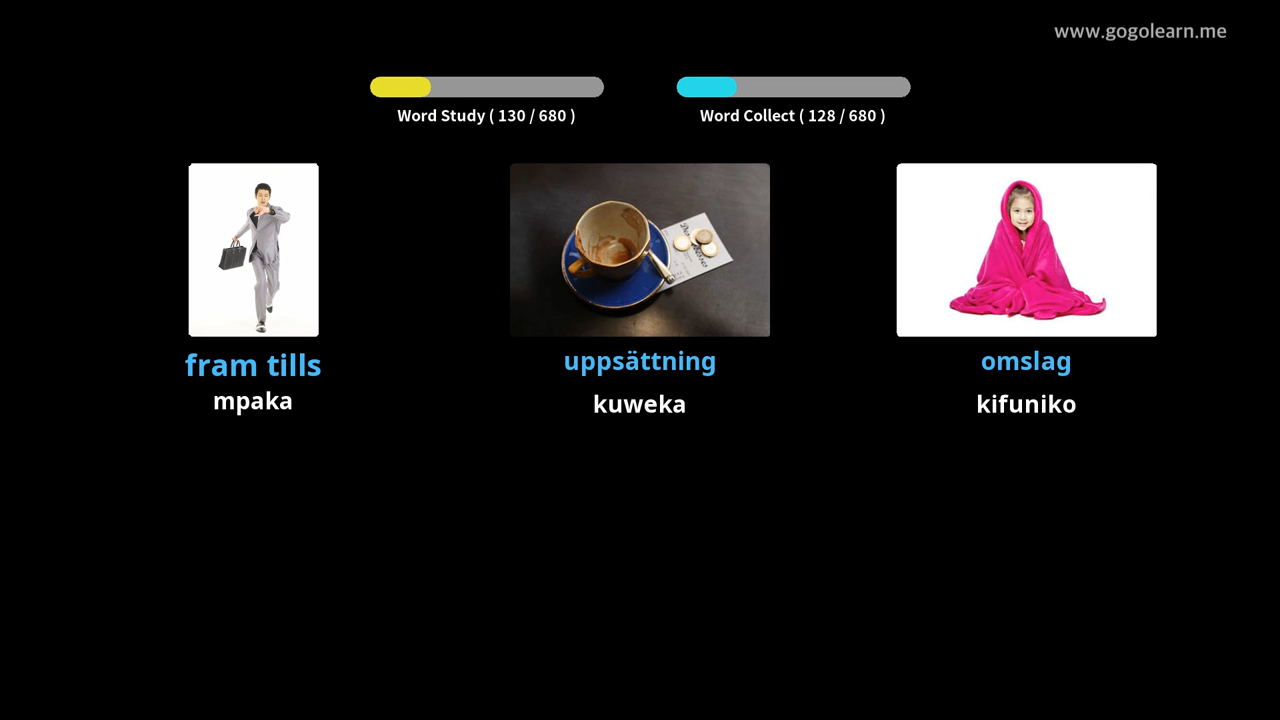 www.gogolearn.me
Word Study ( 130 / 680 )
Word Collect ( 128 / 680 )
fram tills
uppsättning
omslag
mpaka
kuweka
kifuniko